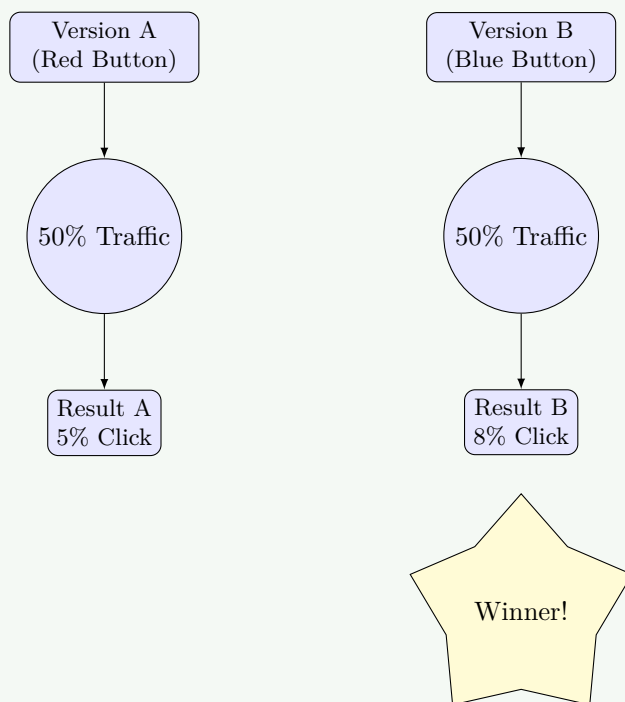 Version A
(Red Button)
Version B
(Blue Button)
50% Traffic
50% Traffic
Result A
5% Click
Result B
8% Click
Winner!